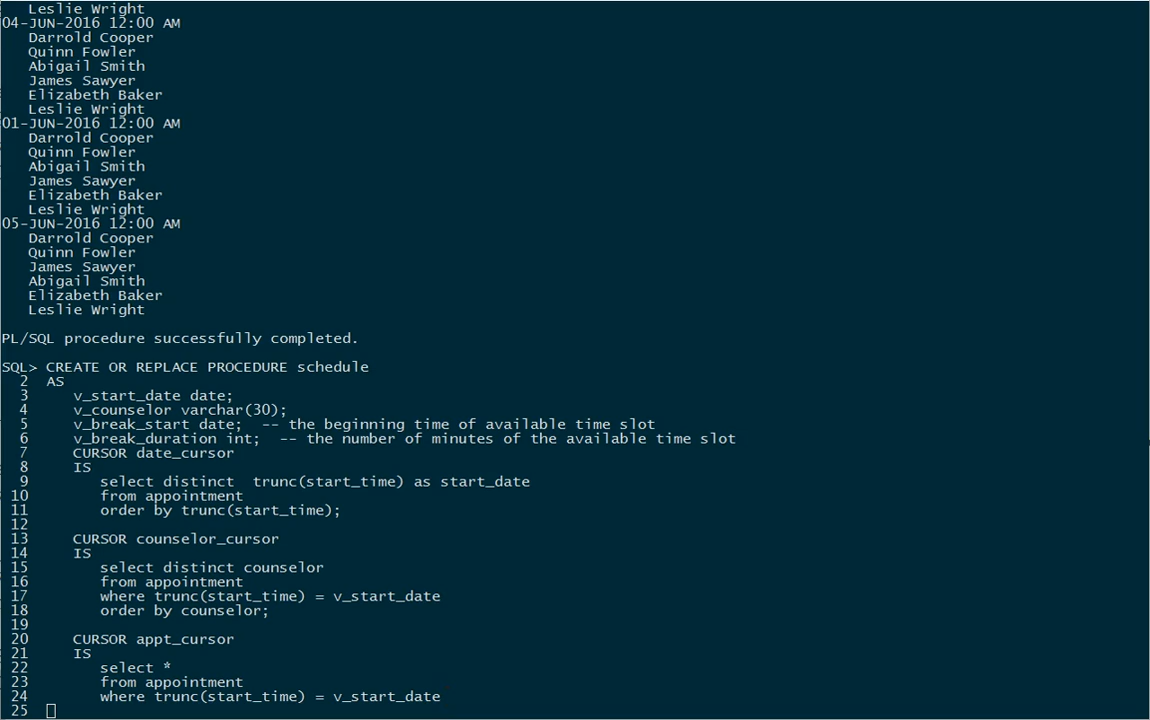 Leslie Wright
04-JUN-2016 12:00 AM
Darrold Cooper
Quinn Fowler
Abigail Smith
James Sawyer
Elizabeth Baker
Leslie Wright
01-JUN-2016 12:00 AM
Darrold Cooper
Quinn Fowler
Abigail Smith
James Sawyer
Elizabeth Baker
Leslie Wright
05-JUN-2016 12:00 AM
Darrold Cooper
Quinn Fowler
James Sawyer
Abigail Smith
Elizabeth Baker
Leslie Wright
PL/SQL procedure successfully completed.
SQL> CREATE OR REPLACE PROCEDURE schedule
2 AS
3 v_start_date date;
4 v_counselor varchar(30);
5 v_break_start date; -- the beginning time of available time slot
6 v_break_duration int; -- the number of minutes of the available time slot
7 CURSOR date_cursor
8 IS
9 select distinct  trunc(start_time) as start_date
10 from appointment
11 order by trunc(start_time);
12
13 CURSOR counselor_cursor
14 IS
15 select distinct counselor
16 from appointment
17 where trunc(start_time) = v_start_date
18 order by counselor;
19
20 CURSOR appt_cursor
21 IS
22 select *
23 from appointment
24 where trunc(start_time) = v_start_date
25